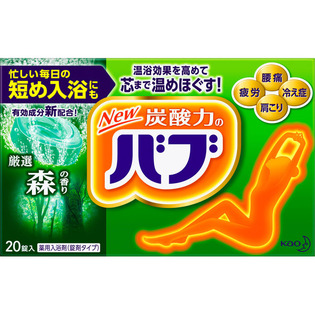 忙しい毎日の
短め入浴にも
有効成分新配合!
温浴効果を高めて
芯まで温めほぐす!
腰痛
疲労
冷え症
肩こり
New 炭酸力の
バブ
厳選
森の香り
20錠入
薬用入浴剤(錠剤タイプ)
Kao